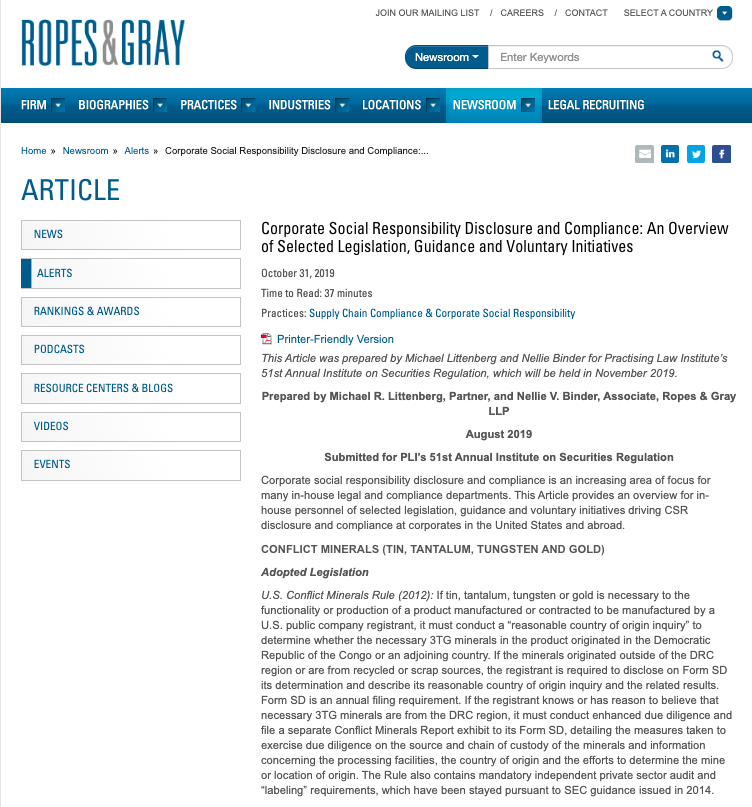 JOIN OUR MAILING LIST / CAREERS / CONTACT SELECT A COUNTRY
ROPES&GRAY
Newsroom Enter Keywords
FIRM BIOGRAPHIES PRACTICES INDUSTRIES LOCATIONS NEWSROOM LEGAL RECRUITING
Home » Newsroom » Alerts » Corporate Social Responsibility Disclosure and Compliance:...
in f
ARTICLE
NEWS
ALERTS
RANKINGS & AWARDS
PODCASTS
RESOURCE CENTERS & BLOGS
VIDEOS
EVENTS
Corporate Social Responsibility Disclosure and Compliance: An Overview
of Selected Legislation, Guidance and Voluntary Initiatives
October 31, 2019
Time to Read: 37 minutes
Practices: Supply Chain Compliance & Corporate Social Responsibility
Printer-Friendly Version
This Article was prepared by Michael Littenberg and Nellie Binder for Practising Law Institute's
51st Annual Institute on Securities Regulation, which will be held in November 2019.
Prepared by Michael R. Littenberg, Partner, and Nellie V. Binder, Associate, Ropes & Gray
LLP
August 2019
Submitted for PLI's 51st Annual Institute on Securities Regulation
Corporate social responsibility disclosure and compliance is an increasing area of focus for
many in-house legal and compliance departments. This Article provides an overview for in-
house personnel of selected legislation, guidance and voluntary initiatives driving CSR
disclosure and compliance at corporates in the United States and abroad.
CONFLICT MINERALS (TIN, TANTALUM, TUNGSTEN AND GOLD)
Adopted Legislation
U.S. Conflict Minerals Rule (2012): If tin, tantalum, tungsten or gold is necessary to the
functionality or production of a product manufactured or contracted to be manufactured by a
U.S. public company registrant, it must conduct a “reasonable country of origin inquiry” to
determine whether the necessary 3TG minerals in the product originated in the Democratic
Republic of the Congo or an adjoining country. If the minerals originated outside of the DRC
region or are from recycled or scrap sources, the registrant is required to disclose on Form SD
its determination and describe its reasonable country of origin inquiry and the related results.
Form SD is an annual filing requirement. If the registrant knows or has reason to believe that
necessary 3TG minerals are from the DRC region, it must conduct enhanced due diligence and
file a separate Conflict Minerals Report exhibit to its Form SD, detailing the measures taken to
exercise due diligence on the source and chain of custody of the minerals and information
concerning the processing facilities, the country of origin and the efforts to determine the mine
or location of origin. The Rule also contains mandatory independent private sector audit and
“labeling” requirements, which have been stayed pursuant to SEC guidance issued in 2014.